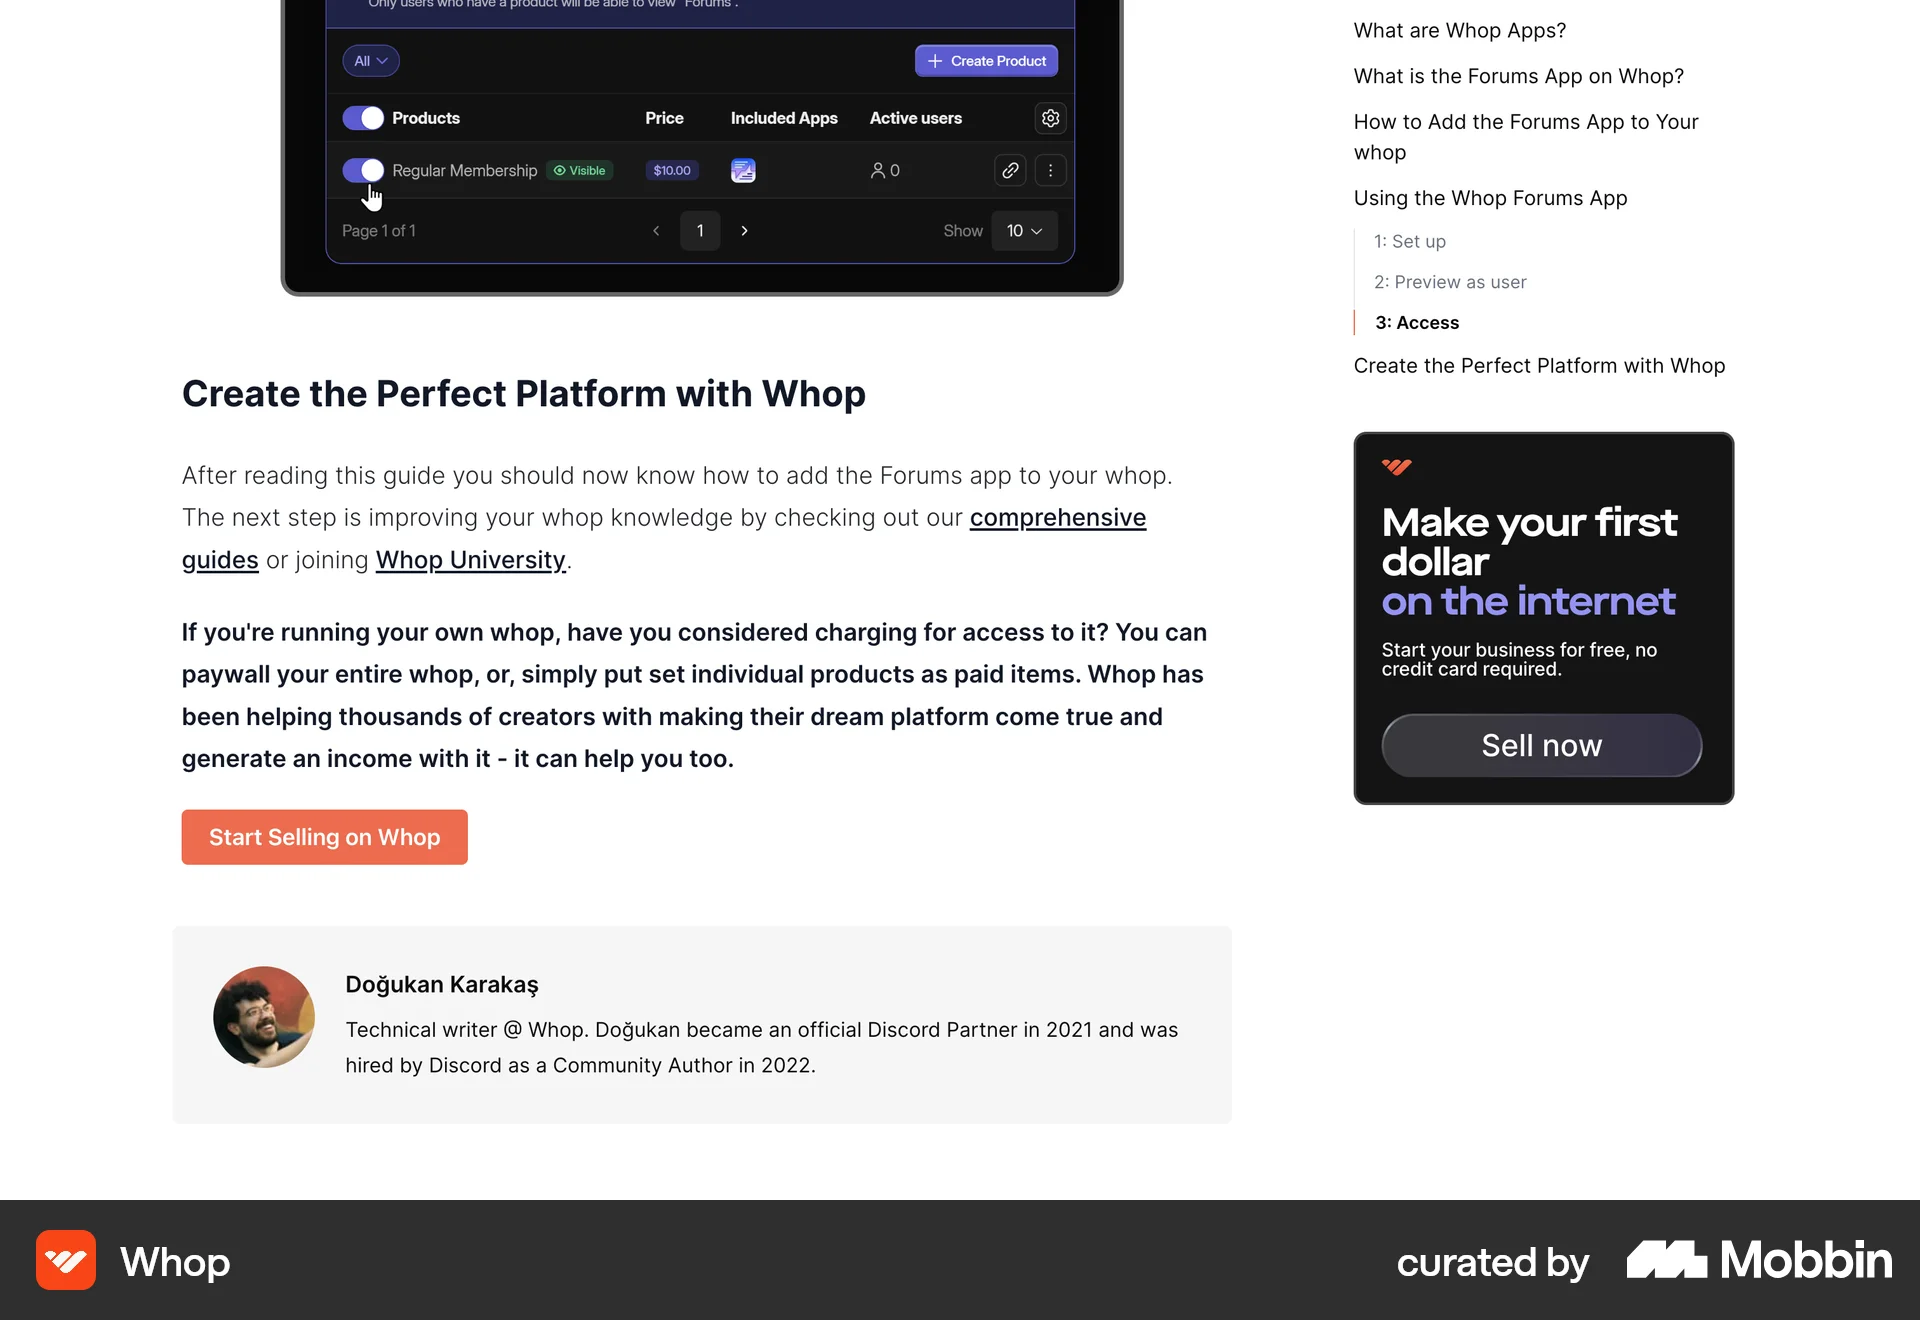 Only users who have a product will be able to view "Forums".
All
Create Product
Products Price Included Apps Active users
Regular Membership Visible $10.00 0
Page 1 of 1 1 Show 10
Create the Perfect Platform with Whop
After reading this guide you should now know how to add the Forums app to your whop.
The next step is improving your whop knowledge by checking out our comprehensive
guides or joining Whop University.
If you're running your own whop, have you considered charging for access to it? You can
paywall your entire whop, or, simply put set individual products as paid items. Whop has
been helping thousands of creators with making their dream platform come true and
generate an income with it - it can help you too.
Start Selling on Whop
Doğukan Karakaş
Technical writer @ Whop. Doğukan became an official Discord Partner in 2021 and was
hired by Discord as a Community Author in 2022.
What are Whop Apps?
What is the Forums App on Whop?
How to Add the Forums App to Your
whop
Using the Whop Forums App
1: Set up
2: Preview as user
3: Access
Create the Perfect Platform with Whop
Make your first
dollar
on the internet
Start your business for free, no
credit card required.
Sell now
Whop
curated by Mobbin